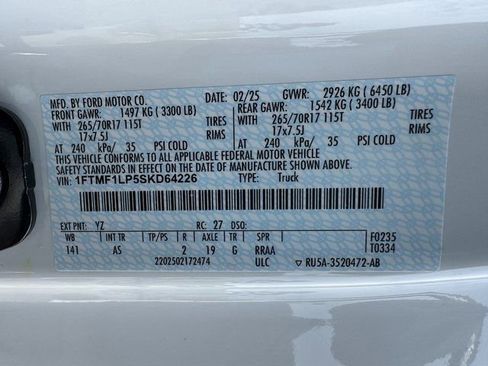 MFD. BY FORD MOTOR CO. DATE: 02/25 GVWR: 2926 KG ( 6450 LB)
FRONT GAWR: 1497 KG ( 3300 LB) REAR GAWR: 1542 KG ( 3400 LB)
WITH 265/70R17 115T WITH 265/70R17 115T
17x7.5J 17x7.5J
AT 240 kPa/ 35 PSI COLD AT 240 kPa/ 35 PSI COLD
THIS VEHICLE CONFORMS TO ALL APPLICABLE FEDERAL MOTOR VEHICLE
SAFETY STANDARDS IN EFFECT ON THE DATE OF MANUFACTURE SHOWN ABOVE.
VIN: 1FTMF1LP5SKD64226 TYPE: Truck
EXT PNT: YZ RC: 27 DSO: F0235
WB INT TR TP/PS R AXLE TR SPR T0334
141 AS 2 19 G RRAA
2202502172474 ULC ▽ RU5A-3520472-AB